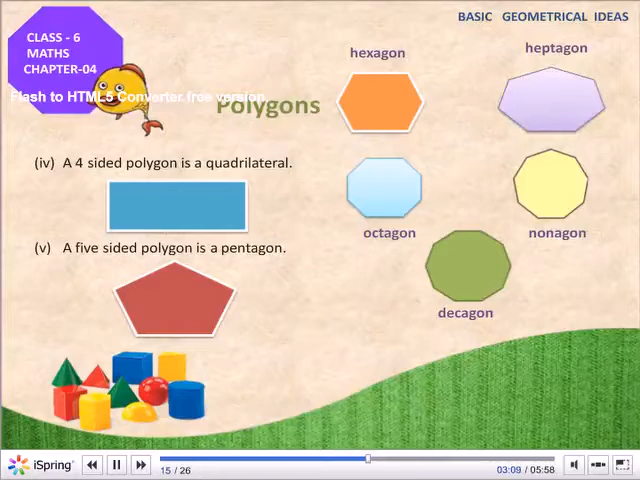 BASIC GEOMETRICAL IDEAS
CLASS - 6
MATHS
CHAPTER-04
Flash to HTML5 Converter free version
Polygons
hexagon
heptagon
(iv) A 4 sided polygon is a quadrilateral.
(v) A five sided polygon is a pentagon.
octagon
nonagon
decagon
iSpring
15 / 26
03:09 / 05:58